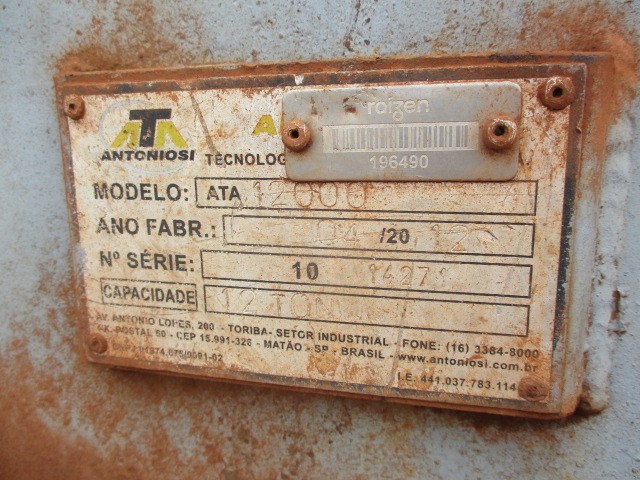 raízen
196490
ATA
ANTONIOSI
A
TECNOLOG
MODELO: ATA 12000
ANO FABR.: 04 /20 12
Nº SÉRIE: 10
CAPACIDADE 12 TON
AV. ANTONIO LOPES, 200 - TORIBA- SETOR INDUSTRIAL - FONE: (16) 3384-8000
CX. POSTAL 60 - CEP 15.991-320 - MATÃO - SP - BRASIL - www.antoniosi.com.br
I.E: 441.037.783.114